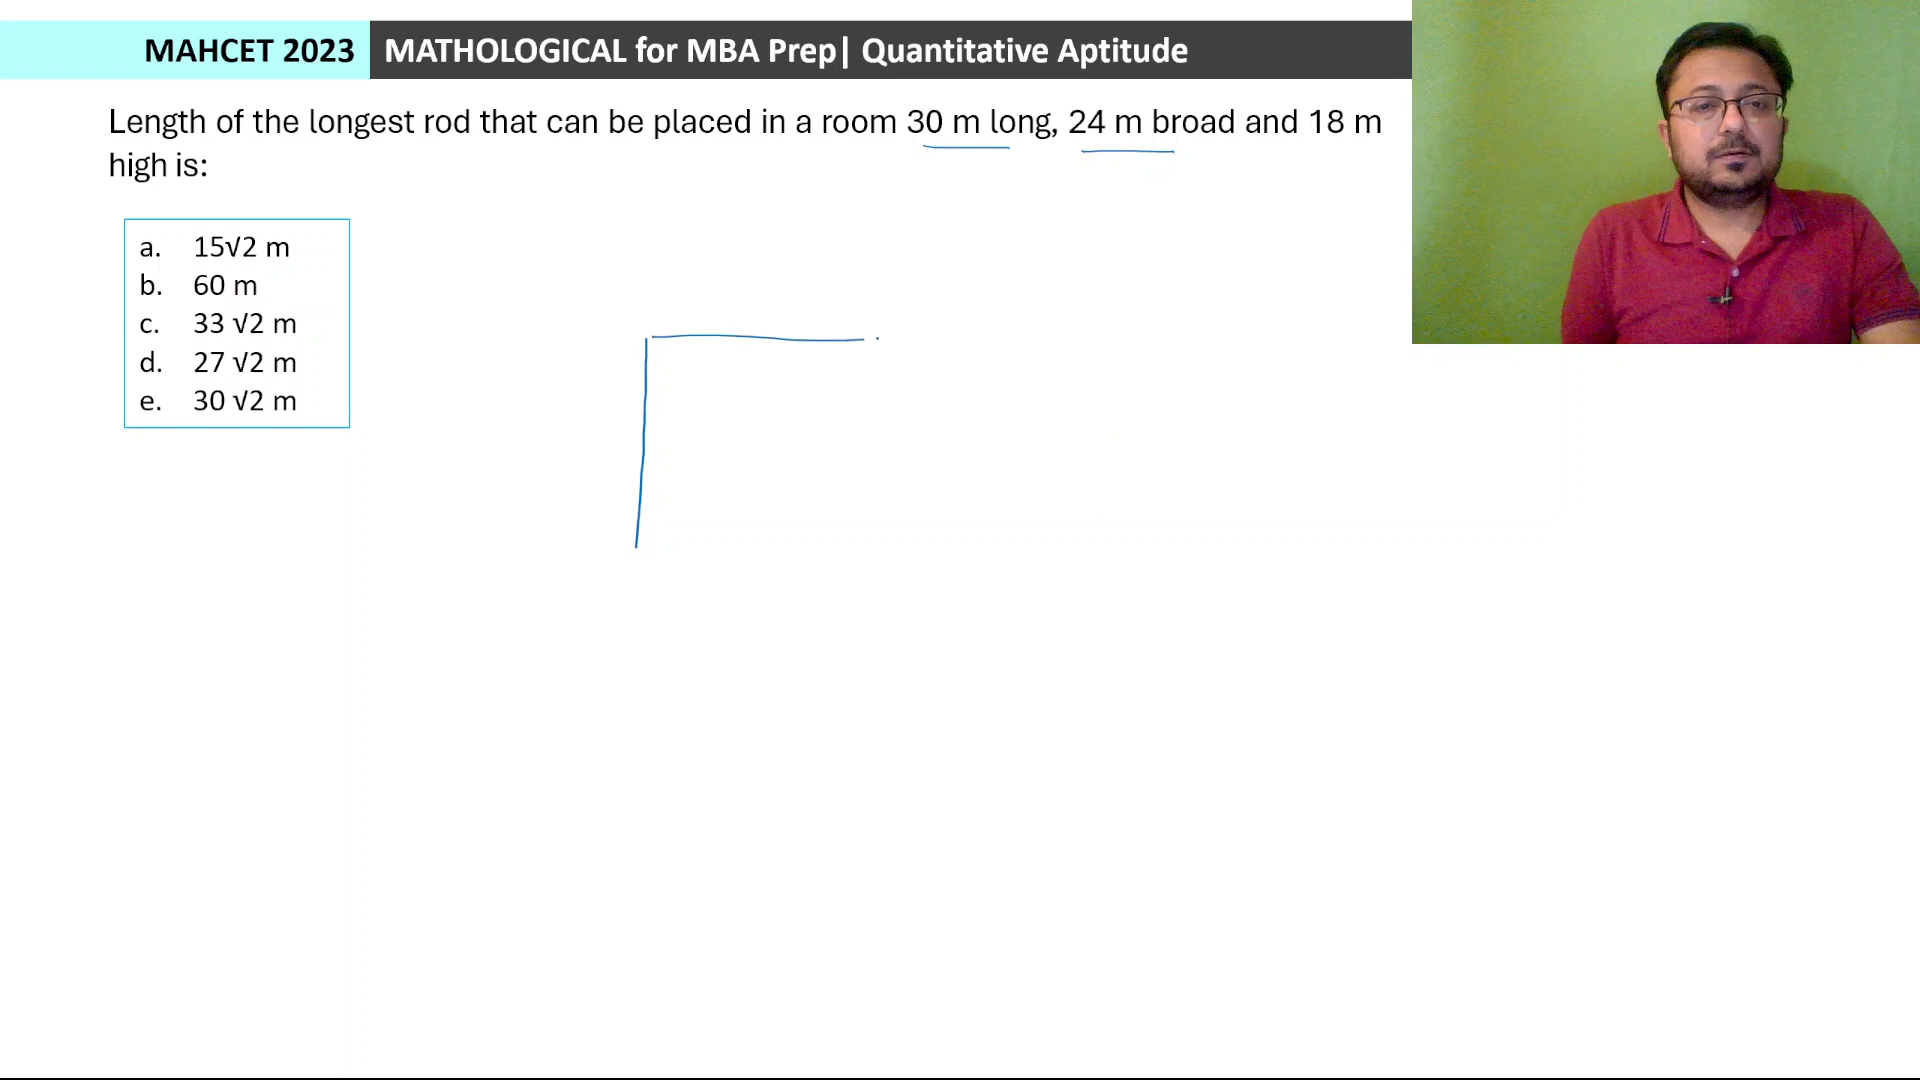 MAHCET 2023
MATHOLOGICAL for MBA Prep| Quantitative Aptitude
Length of the longest rod that can be placed in a room 30 m long, 24 m broad and 18 m
high is:
a. 15√2 m
b. 60 m
c. 33 √2 m
d. 27 √2 m
e. 30 √2 m